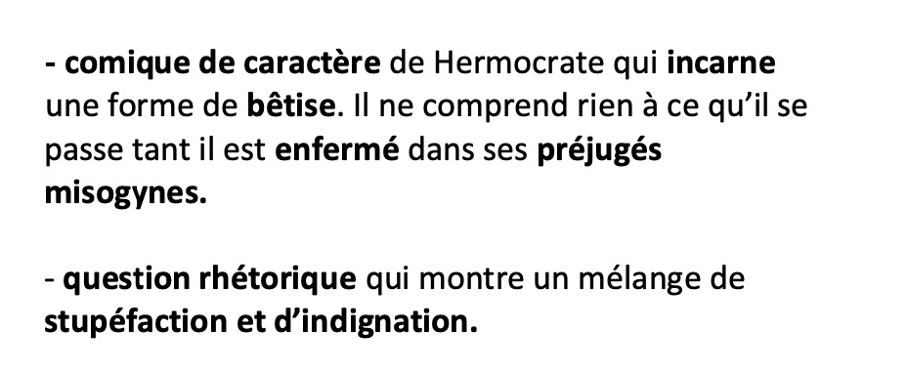 - comique de caractère de Hermocrate qui incarne
une forme de bêtise. Il ne comprend rien à ce qu’il se
passe tant il est enfermé dans ses préjugés
misogynes.
- question rhétorique qui montre un mélange de
stupéfaction et d’indignation.